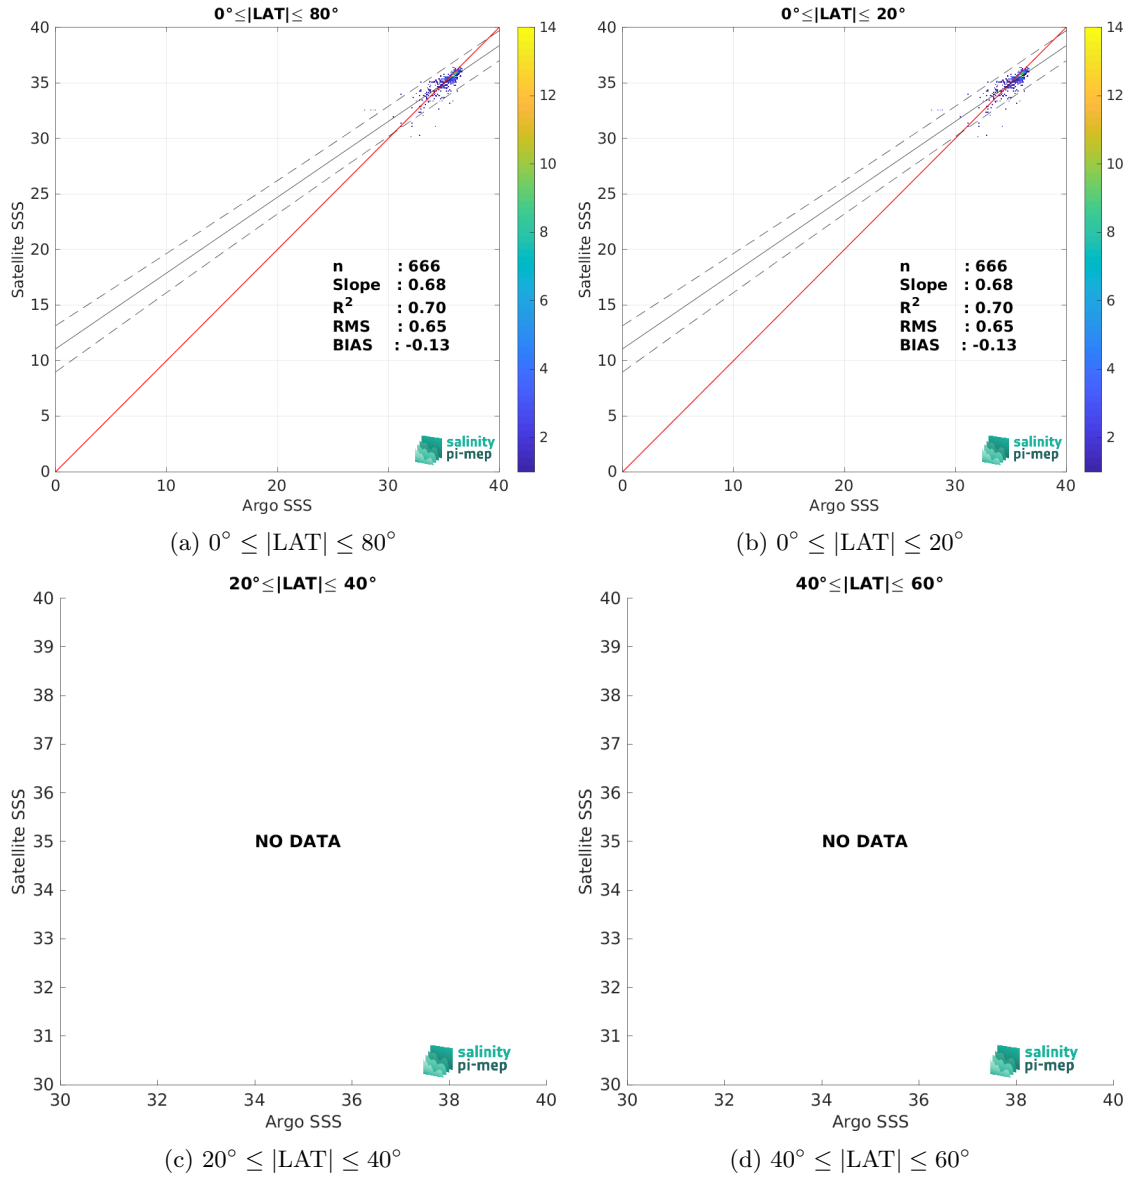 0°≤|LAT|≤ 80°
40
35
30
25
20
15
10
5
0
Satellite SSS
n : 666
Slope : 0.68
R² : 0.70
RMS : 0.65
BIAS : -0.13
salinity
pi-mep
0 10 20 30 40
Argo SSS
14
12
10
8
6
4
2
(a) 0° ≤ |LAT| ≤ 80°
0°≤|LAT|≤ 20°
40
35
30
25
20
15
10
5
0
Satellite SSS
n : 666
Slope : 0.68
R² : 0.70
RMS : 0.65
BIAS : -0.13
salinity
pi-mep
0 10 20 30 40
Argo SSS
14
12
10
8
6
4
2
(b) 0° ≤ |LAT| ≤ 20°
20°≤|LAT|≤ 40°
40
39
38
37
36
35
34
33
32
31
30
Satellite SSS
NO DATA
salinity
pi-mep
30 32 34 36 38 40
Argo SSS
(c) 20° ≤ |LAT| ≤ 40°
40°≤|LAT|≤ 60°
40
39
38
37
36
35
34
33
32
31
30
Satellite SSS
NO DATA
salinity
pi-mep
30 32 34 36 38 40
Argo SSS
(d) 40° ≤ |LAT| ≤ 60°